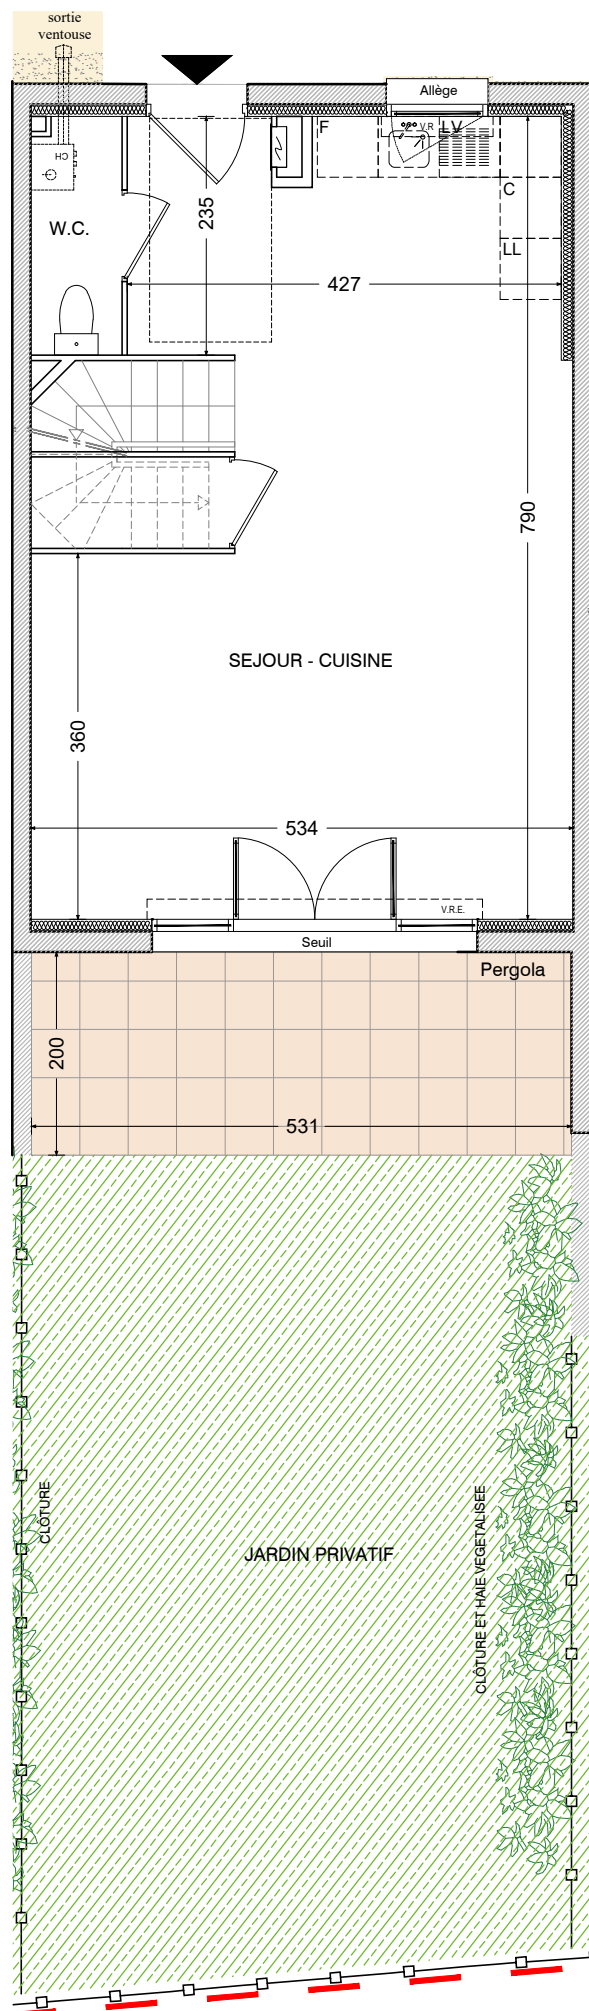 sortie
ventouse
Allège
F
V.R
LV
CH
C
W.C.
235
LL
427
790
SEJOUR - CUISINE
360
534
V.R.E.
Seuil
Pergola
200
531
CLÔTURE
CLÔTURE ET HAIE VEGETALISEE
JARDIN PRIVATIF